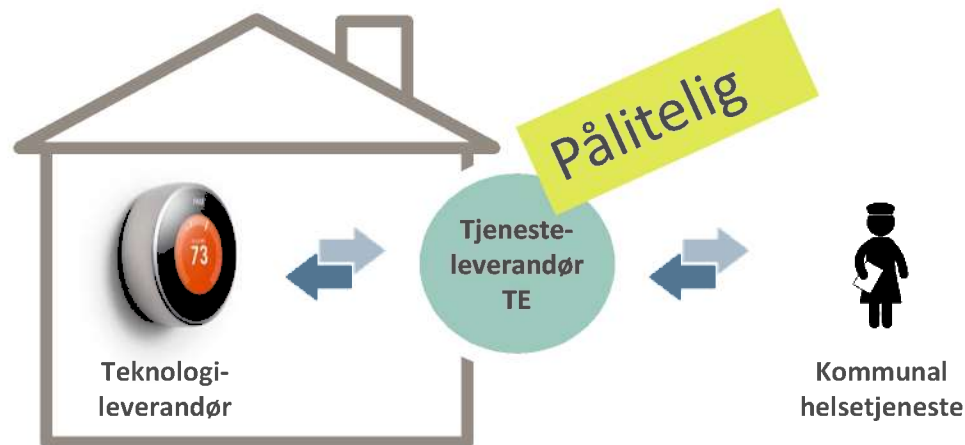 Pålitelig
Tjeneste-
leverandør
TE
73
Teknologi-
leverandør
Kommunal
helsetjeneste